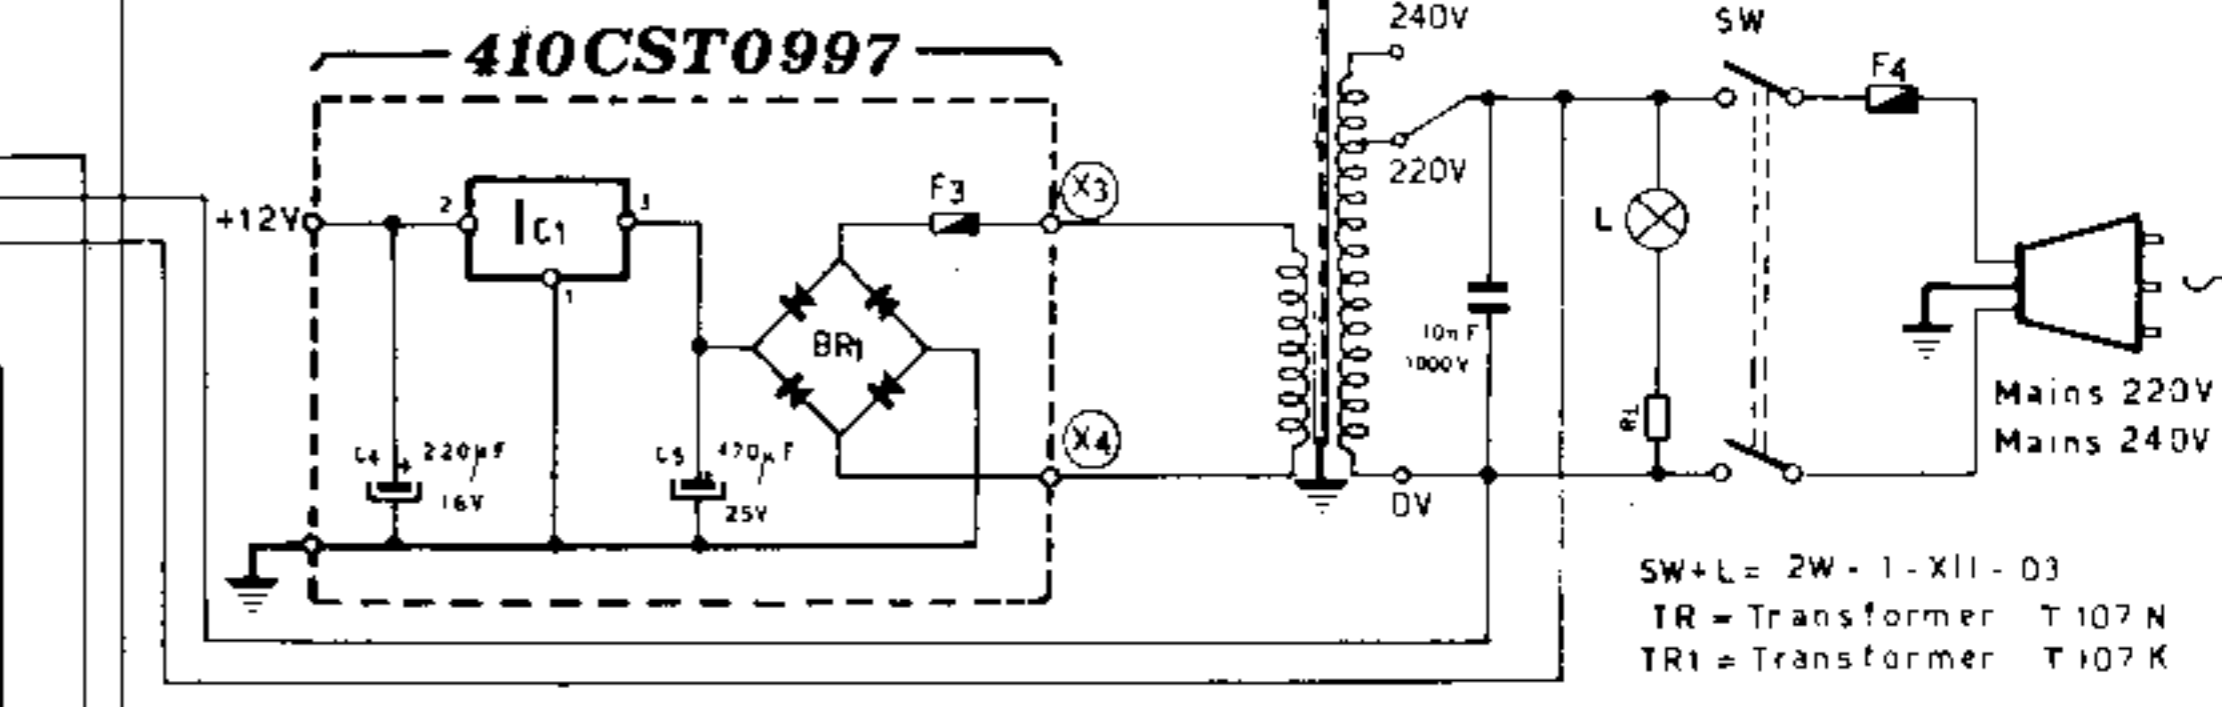 410CST0997
240V
SW
F4
220V
+12V
2
IC1
3
1
F3
X3
BR1
L
10nF
1000V
R1
C4
+
220µF
16V
C5
+
470µF
25V
X4
0V
Mains 220V
Mains 240V
SW+L= 2W - 1 - XII - 03
TR = Transformer T107N
TR1 = Transformer T107K